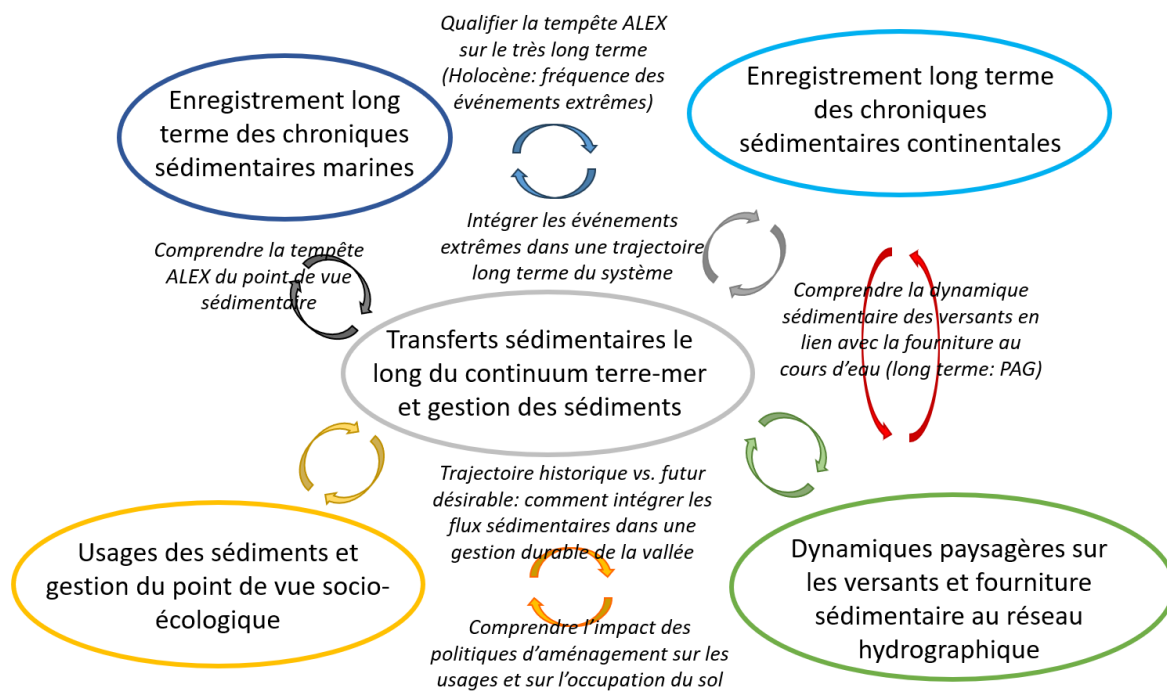 Qualifier la tempête ALEX
sur le très long terme
(Holocène: fréquence des
événements extrêmes)
Enregistrement long
terme des chroniques
sédimentaires marines
Enregistrement long terme
des chroniques
sédimentaires continentales
Intégrer les événements
extrêmes dans une trajectoire
long terme du système
Comprendre la tempête
ALEX du point de vue
sédimentaire
Comprendre la dynamique
sédimentaire des versants en
lien avec la fourniture au
cours d’eau (long terme: PAG)
Transferts sédimentaires le
long du continuum terre-mer
et gestion des sédiments
Trajectoire historique vs. futur
désirable: comment intégrer les
flux sédimentaires dans une
gestion durable de la vallée
Usages des sédiments et
gestion du point de vue socio-
écologique
Dynamiques paysagères sur
les versants et fourniture
sédimentaire au réseau
hydrographique
Comprendre l’impact des
politiques d’aménagement sur les
usages et sur l’occupation du sol